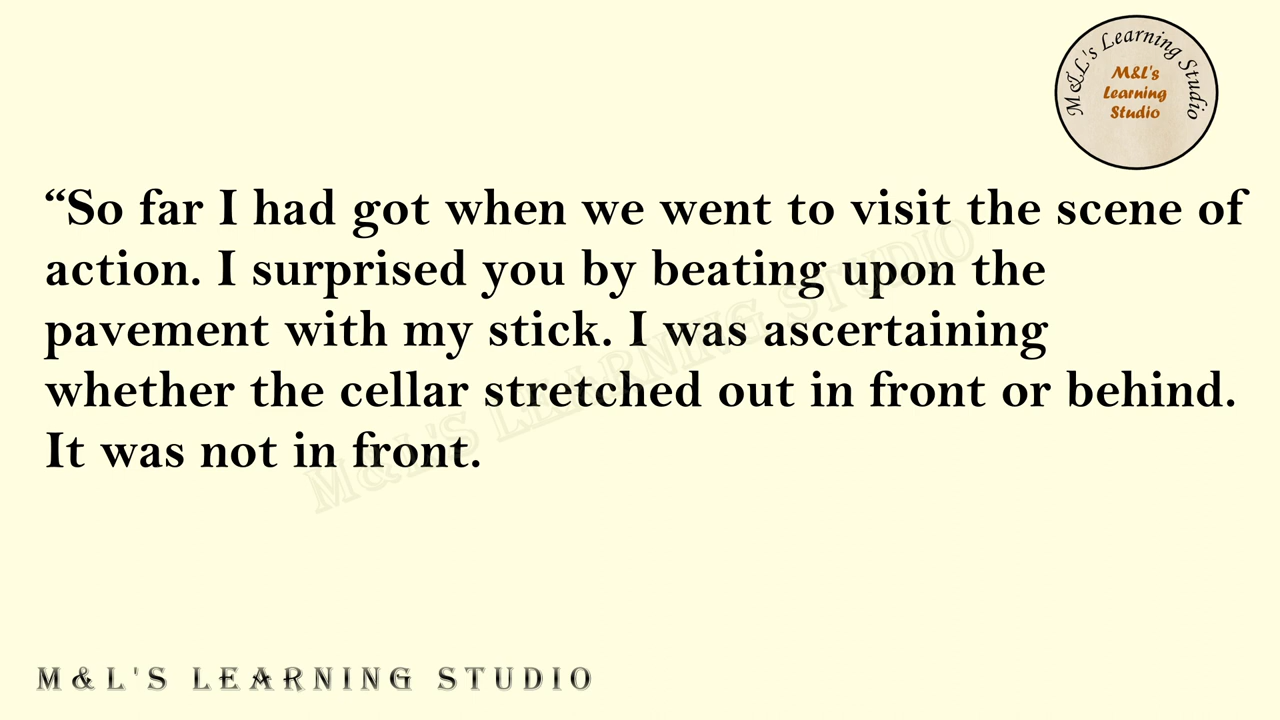 M&L's Learning Studio
M&L's
Learning
Studio
“So far I had got when we went to visit the scene of
action. I surprised you by beating upon the
pavement with my stick. I was ascertaining
whether the cellar stretched out in front or behind.
It was not in front.
M&L'S LEARNING STUDIO
M&L'S LEARNING STUDIO